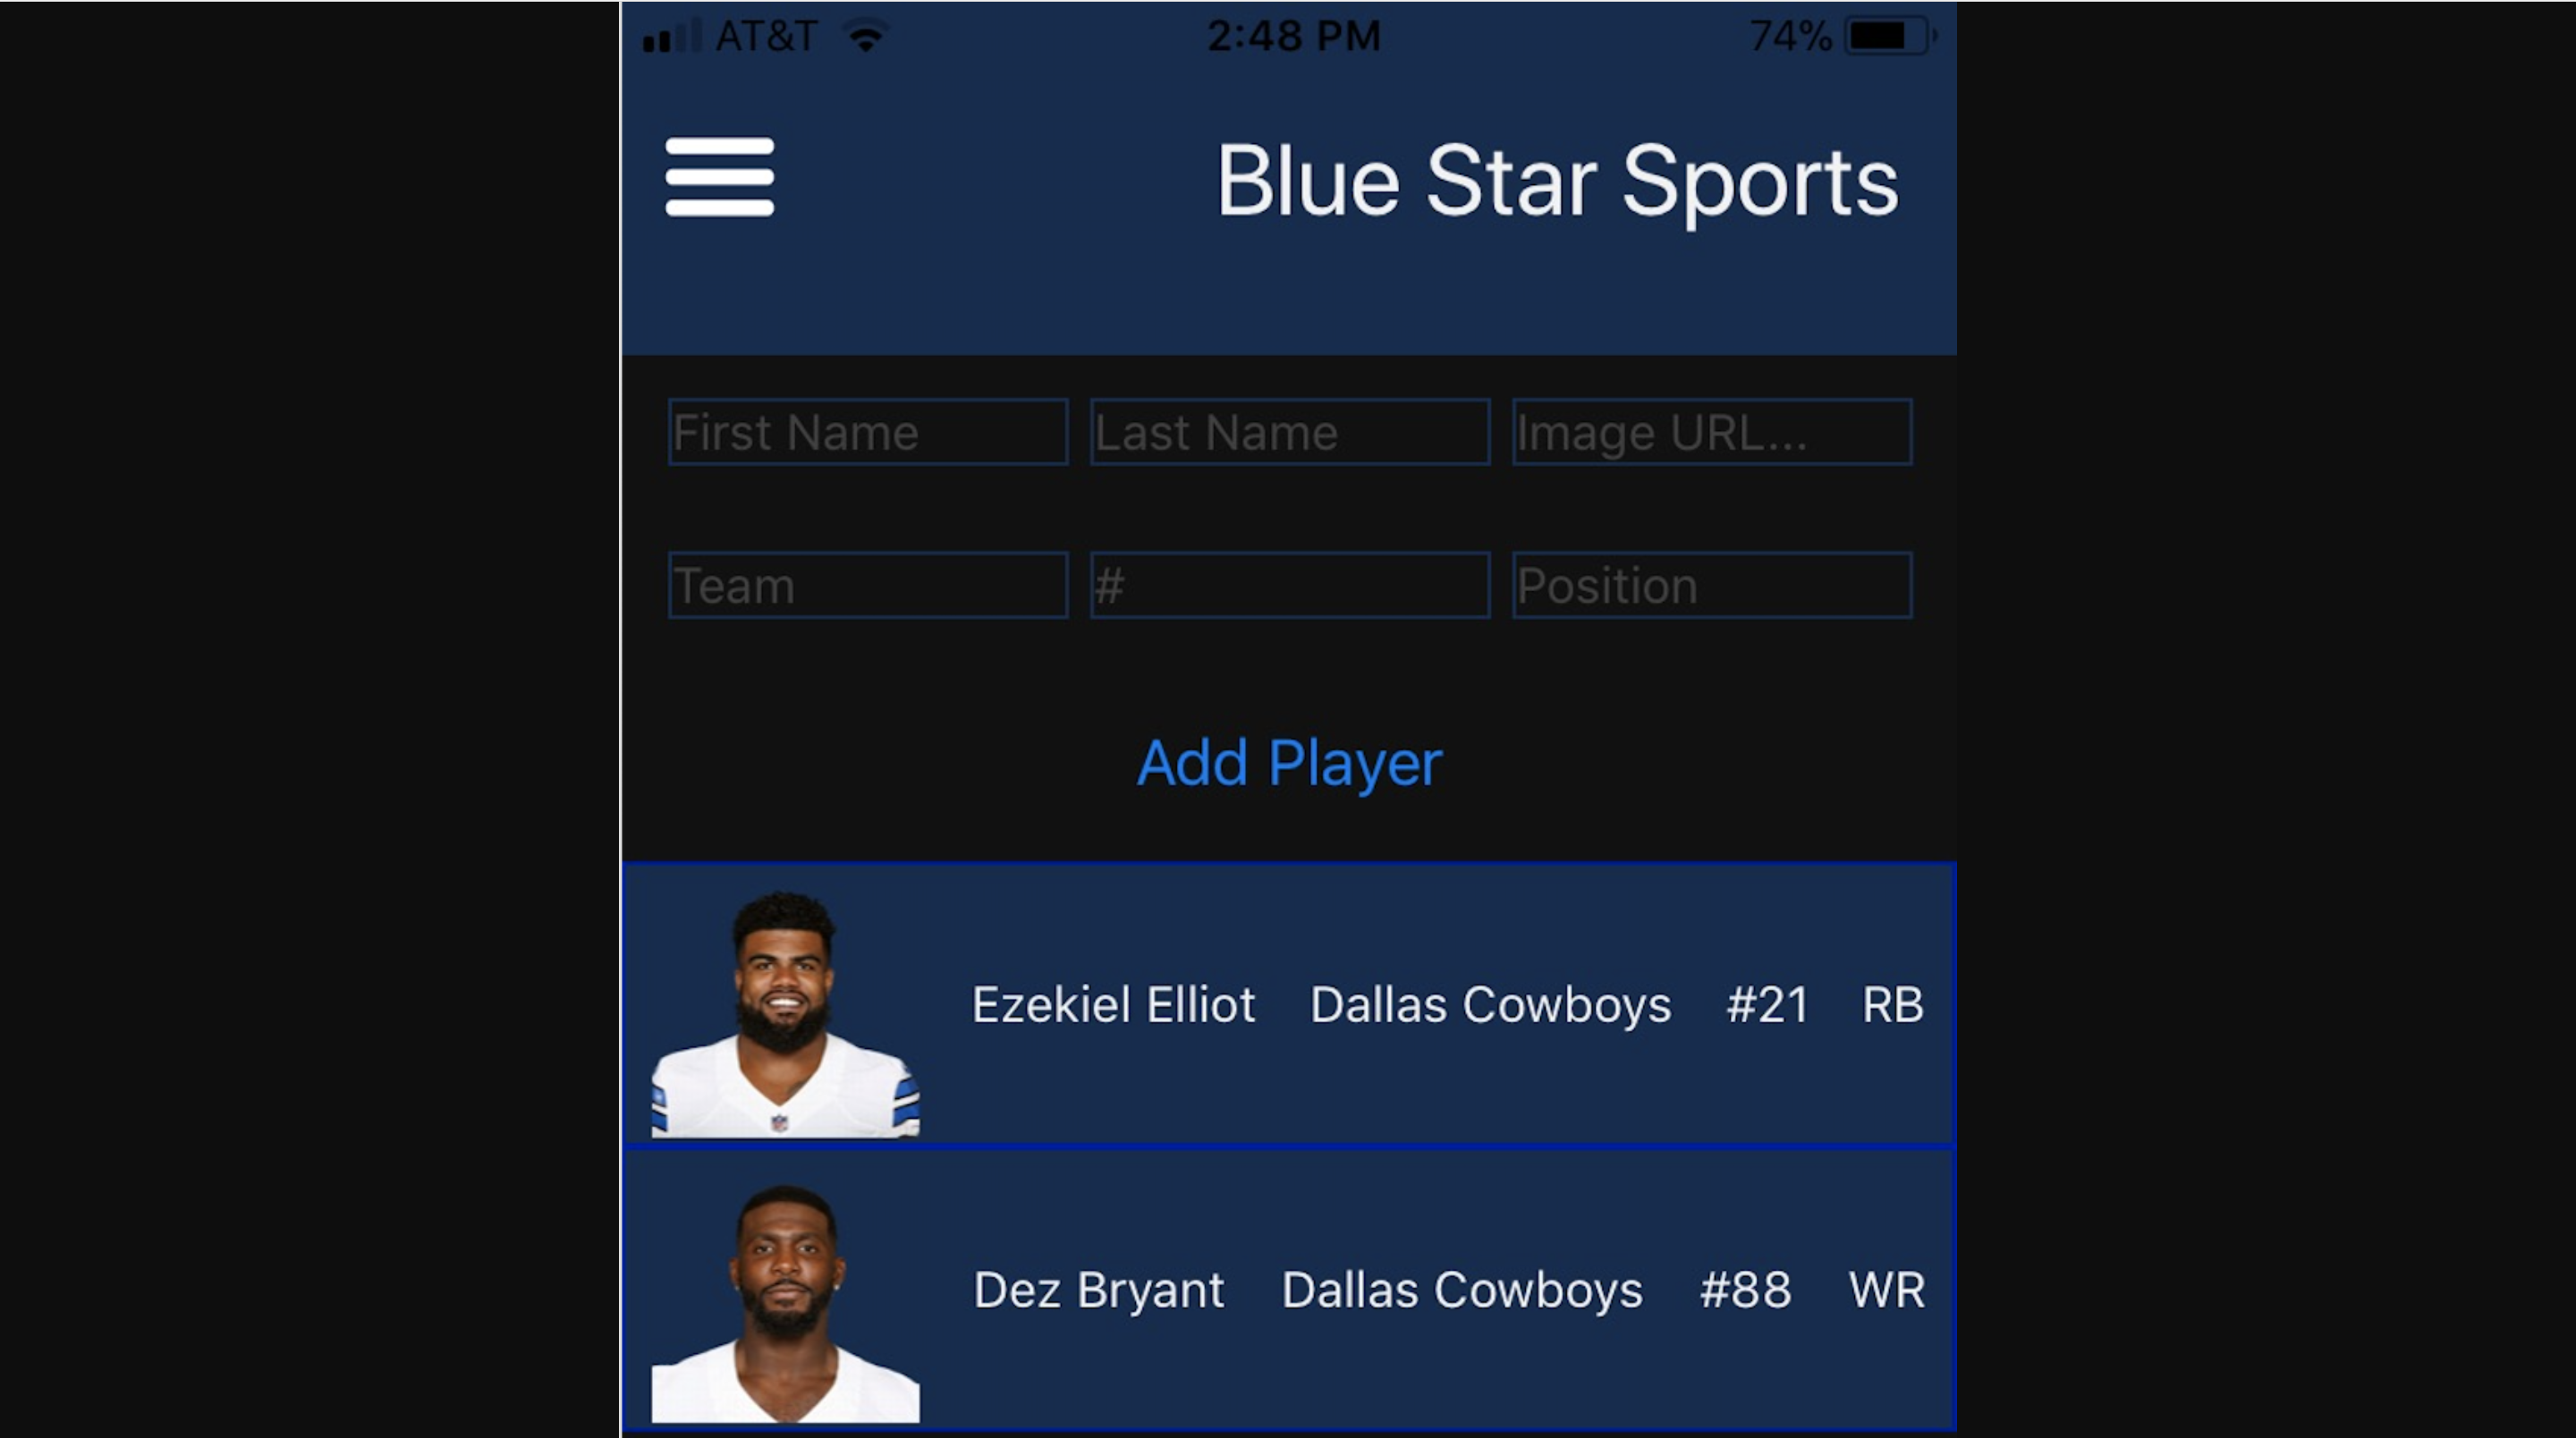 AT&T 2:48 PM 74%
Blue Star Sports
First Name Last Name Image URL...
Team # Position
Add Player
Ezekiel Elliot Dallas Cowboys #21 RB
Dez Bryant Dallas Cowboys #88 WR